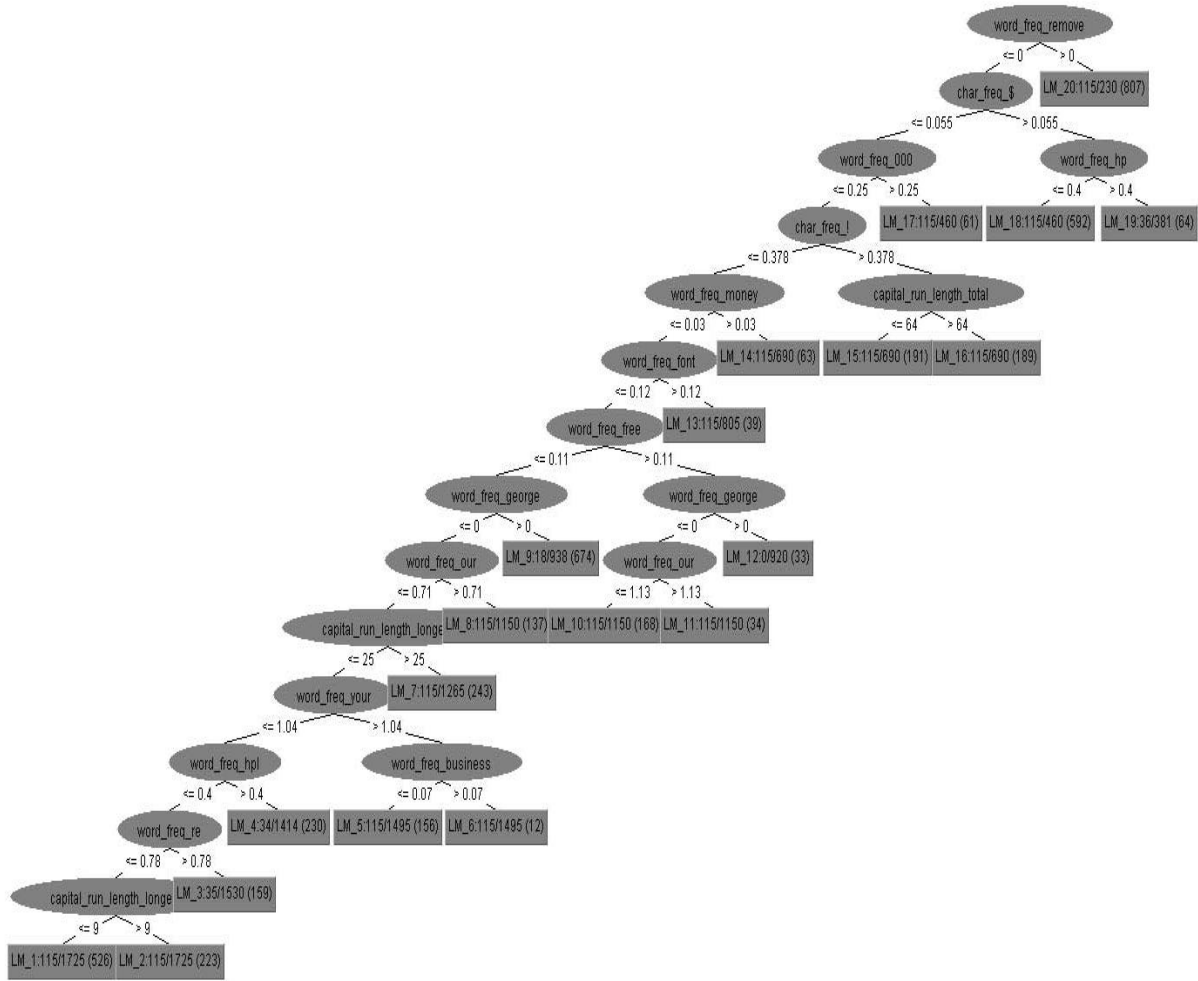 word_freq_remove
<= 0 > 0
char_freq_$ LM_20:115/230 (807)
<= 0.055 > 0.055
word_freq_000 word_freq_hp
<= 0.25 > 0.25 <= 0.4 > 0.4
char_freq_! LM_17:115/460 (61) LM_18:115/460 (592) LM_19:36/381 (64)
<= 0.378 > 0.378
word_freq_money capital_run_length_total
<= 0.03 > 0.03 <= 64 > 64
word_freq_font LM_14:115/690 (63) LM_15:115/690 (191) LM_16:115/690 (189)
<= 0.12 > 0.12
word_freq_free LM_13:115/805 (39)
<= 0.11 > 0.11
word_freq_george word_freq_george
<= 0 > 0 <= 0 > 0
word_freq_our LM_9:18/938 (674) word_freq_our LM_12:0/920 (33)
<= 0.71 > 0.71 <= 1.13 > 1.13
capital_run_length_longe LM_8:115/1150 (137) LM_10:115/1150 (168) LM_11:115/1150 (34)
<= 25 > 25
word_freq_your LM_7:115/1265 (243)
<= 1.04 > 1.04
word_freq_hpl word_freq_business
<= 0.4 > 0.4 <= 0.07 > 0.07
word_freq_re LM_4:34/1414 (230) LM_5:115/1495 (156) LM_6:115/1495 (12)
<= 0.78 > 0.78
capital_run_length_longe LM_3:35/1530 (159)
<= 9 > 9
LM_1:115/1725 (526) LM_2:115/1725 (223)